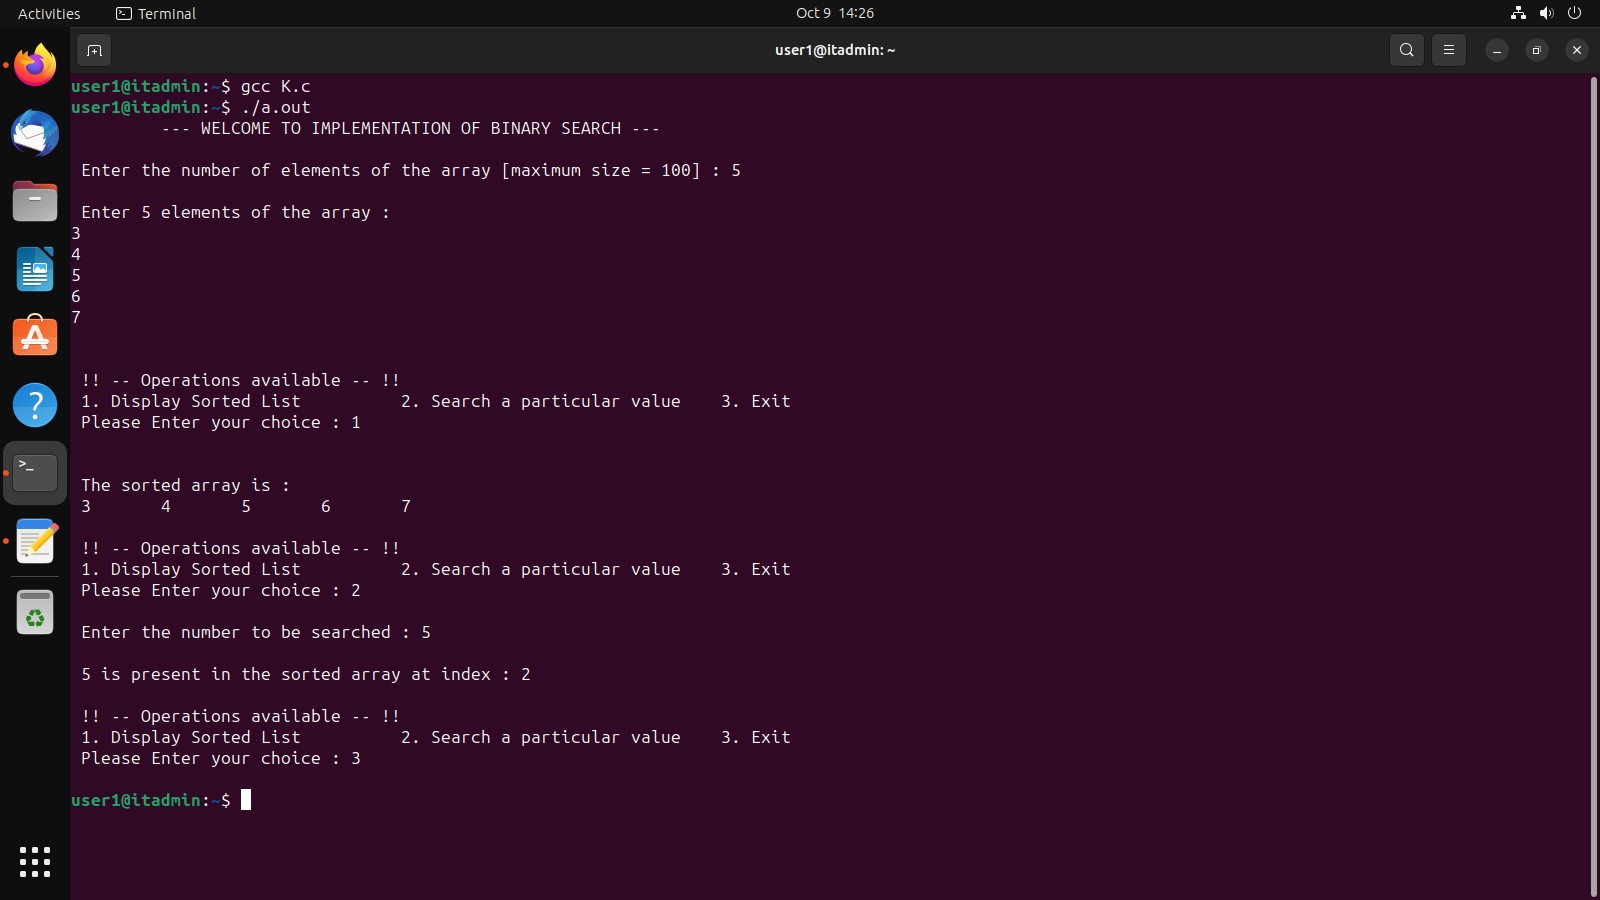 Activities Terminal Oct 9 14:26
user1@itadmin: ~
user1@itadmin:~$ gcc K.c
user1@itadmin:~$ ./a.out
--- WELCOME TO IMPLEMENTATION OF BINARY SEARCH ---
Enter the number of elements of the array [maximum size = 100] : 5
Enter 5 elements of the array :
3
4
5
6
7
!! -- Operations available -- !!
1. Display Sorted List 2. Search a particular value 3. Exit
Please Enter your choice : 1
The sorted array is :
3 4 5 6 7
!! -- Operations available -- !!
1. Display Sorted List 2. Search a particular value 3. Exit
Please Enter your choice : 2
Enter the number to be searched : 5
5 is present in the sorted array at index : 2
!! -- Operations available -- !!
1. Display Sorted List 2. Search a particular value 3. Exit
Please Enter your choice : 3
user1@itadmin:~$